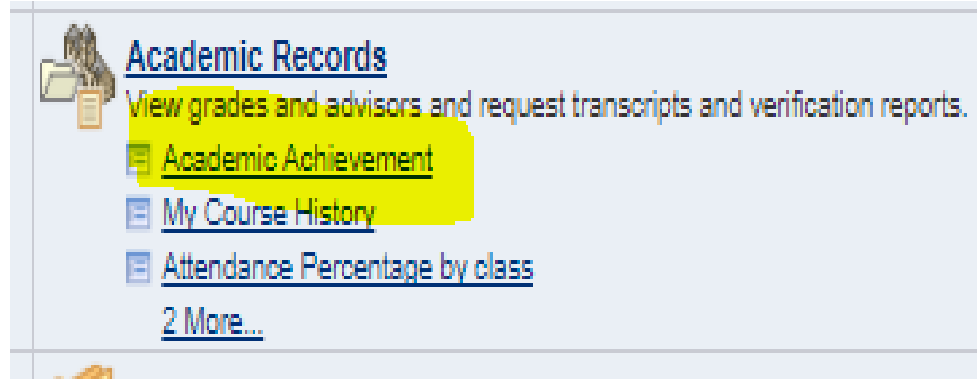 Academic Records
View grades and advisors and request transcripts and verification reports.
Academic Achievement
My Course History
Attendance Percentage by class
2 More...